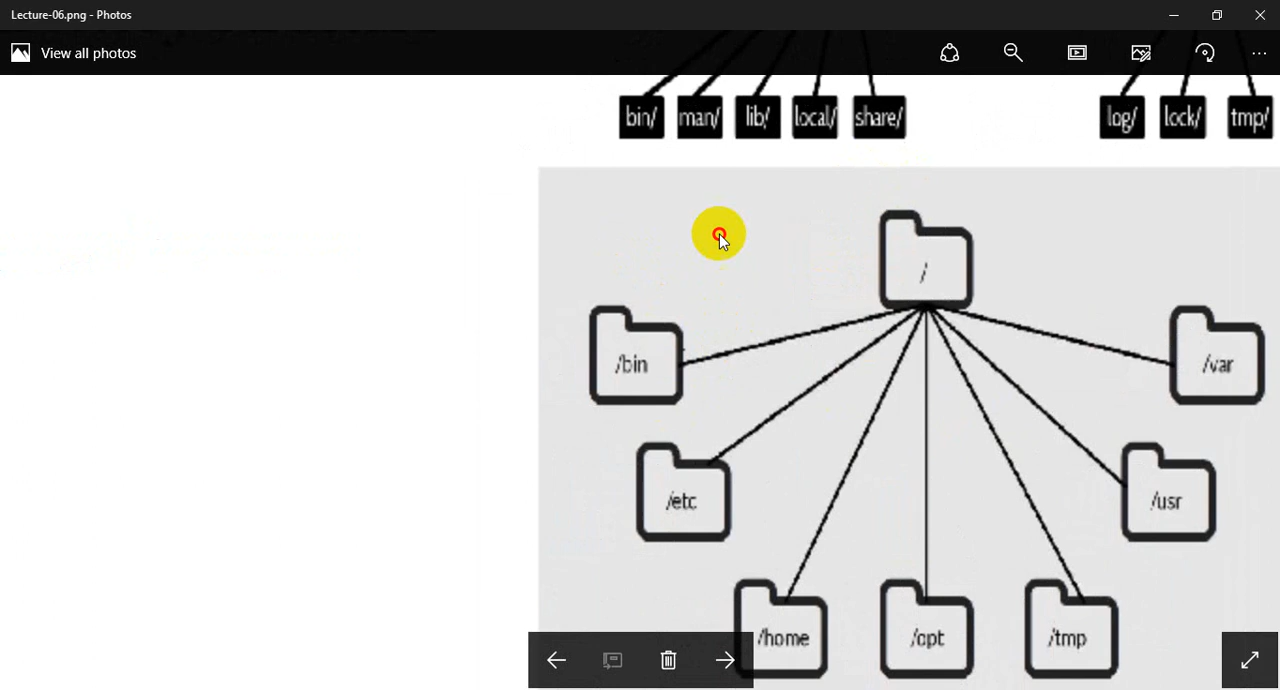 Lecture-06.png - Photos
View all photos
bin/ man/ lib/ local/ share/ log/ lock/ tmp/
/
/bin /var
/etc /usr
/home /opt /tmp